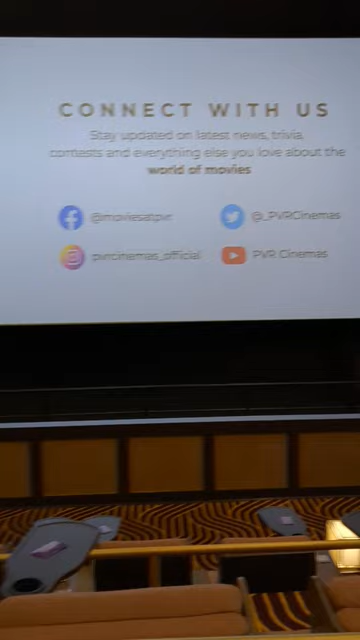 CONNECT WITH US
Stay updated on latest news, trivia,
contests and everything else you love about the
world of movies
@moviesatpvr
@_PVRCinemas
pvrcinemas_official
PVR Cinemas